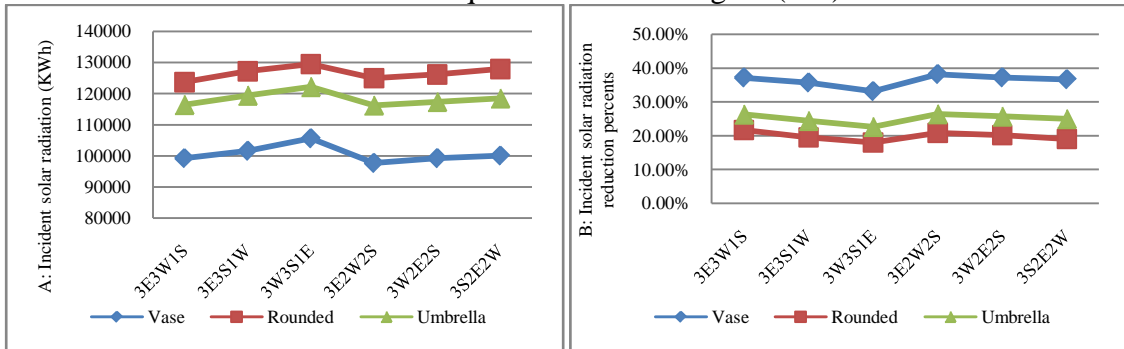 140000
130000
120000
110000
100000
90000
80000
A: Incident solar radiation (KWh)
3E3W1S
3E3S1W
3W3S1E
3E2W2S
3W2E2S
3S2E2W
Vase
Rounded
Umbrella
50.00%
40.00%
30.00%
20.00%
10.00%
0.00%
B: Incident solar radiation
reduction percents
3E3W1S
3E3S1W
3W3S1E
3E2W2S
3W2E2S
3S2E2W
Vase
Rounded
Umbrella